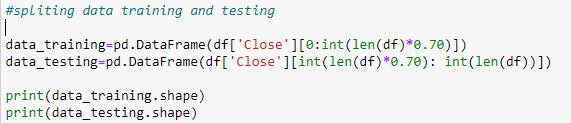 #spliting data training and testing
data_training=pd.DataFrame(df['Close'][0:int(len(df)*0.70)])
data_testing=pd.DataFrame(df['Close'][int(len(df)*0.70): int(len(df))])
print(data_training.shape)
print(data_testing.shape)